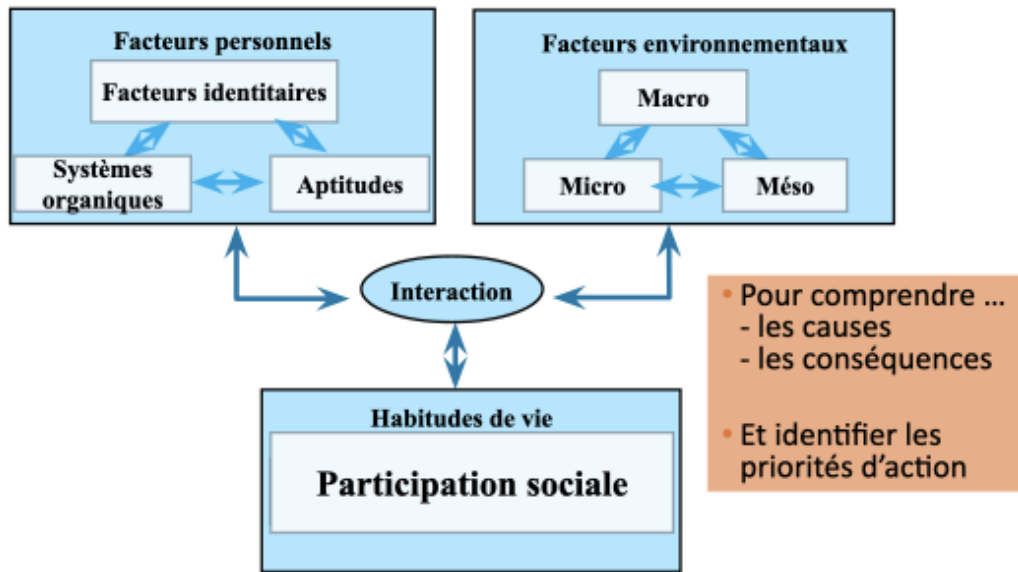 Facteurs personnels
Facteurs identitaires
Systèmes
organiques
Aptitudes
Facteurs environnementaux
Macro
Micro
Méso
Interaction
• Pour comprendre ...
- les causes
- les conséquences
• Et identifier les
priorités d'action
Habitudes de vie
Participation sociale